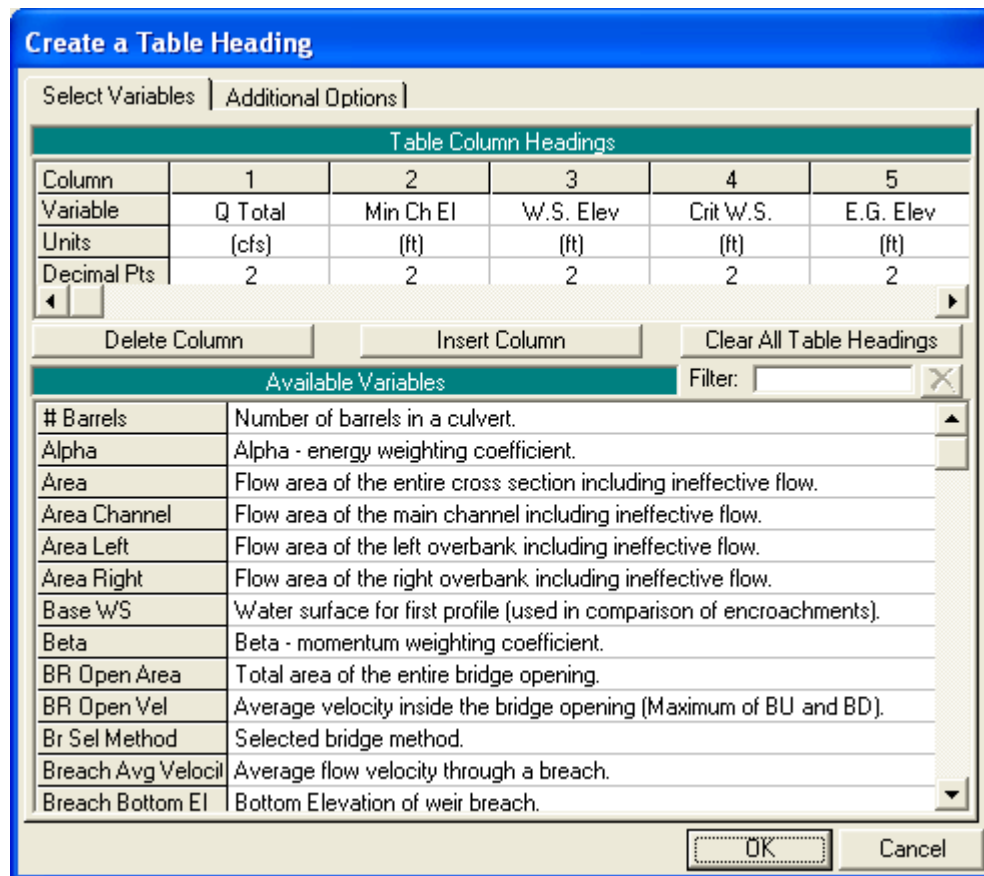 Create a Table Heading
Select Variables Additional Options
Table Column Headings
Column 1 2 3 4 5
Variable Q Total Min Ch El W.S. Elev Crit W.S. E.G. Elev
Units (cfs) (ft) (ft) (ft) (ft)
Decimal Pts 2 2 2 2 2
Delete Column Insert Column Clear All Table Headings
Available Variables Filter:
# Barrels Number of barrels in a culvert.
Alpha Alpha - energy weighting coefficient.
Area Flow area of the entire cross section including ineffective flow.
Area Channel Flow area of the main channel including ineffective flow.
Area Left Flow area of the left overbank including ineffective flow.
Area Right Flow area of the right overbank including ineffective flow.
Base WS Water surface for first profile (used in comparison of encroachments).
Beta Beta - momentum weighting coefficient.
BR Open Area Total area of the entire bridge opening.
BR Open Vel Average velocity inside the bridge opening (Maximum of BU and BD).
Br Sel Method Selected bridge method.
Breach Avg Velocit Average flow velocity through a breach.
Breach Bottom El Bottom Elevation of weir breach.
OK Cancel